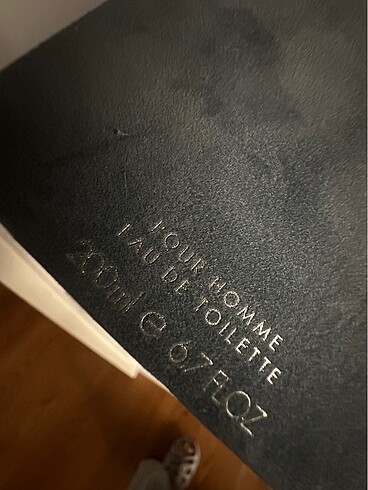 POUR HOMME
EAU DE TOILETTE
200ml e 6.7 FL.OZ